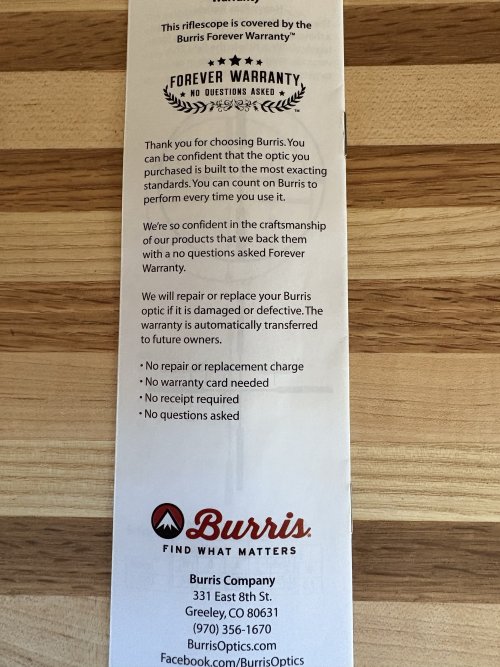 Warranty
This riflescope is covered by the
Burris Forever Warranty™
FOREVER WARRANTY
NO QUESTIONS ASKED
™
Thank you for choosing Burris. You
can be confident that the optic you
purchased is built to the most exacting
standards. You can count on Burris to
perform every time you use it.
We're so confident in the craftsmanship
of our products that we back them
with a no questions asked Forever
Warranty.
We will repair or replace your Burris
optic if it is damaged or defective. The
warranty is automatically transferred
to future owners.
• No repair or replacement charge
• No warranty card needed
• No receipt required
• No questions asked
Burris.
FIND WHAT MATTERS
Burris Company
331 East 8th St.
Greeley, CO 80631
(970) 356-1670
BurrisOptics.com
Facebook.com/BurrisOptics